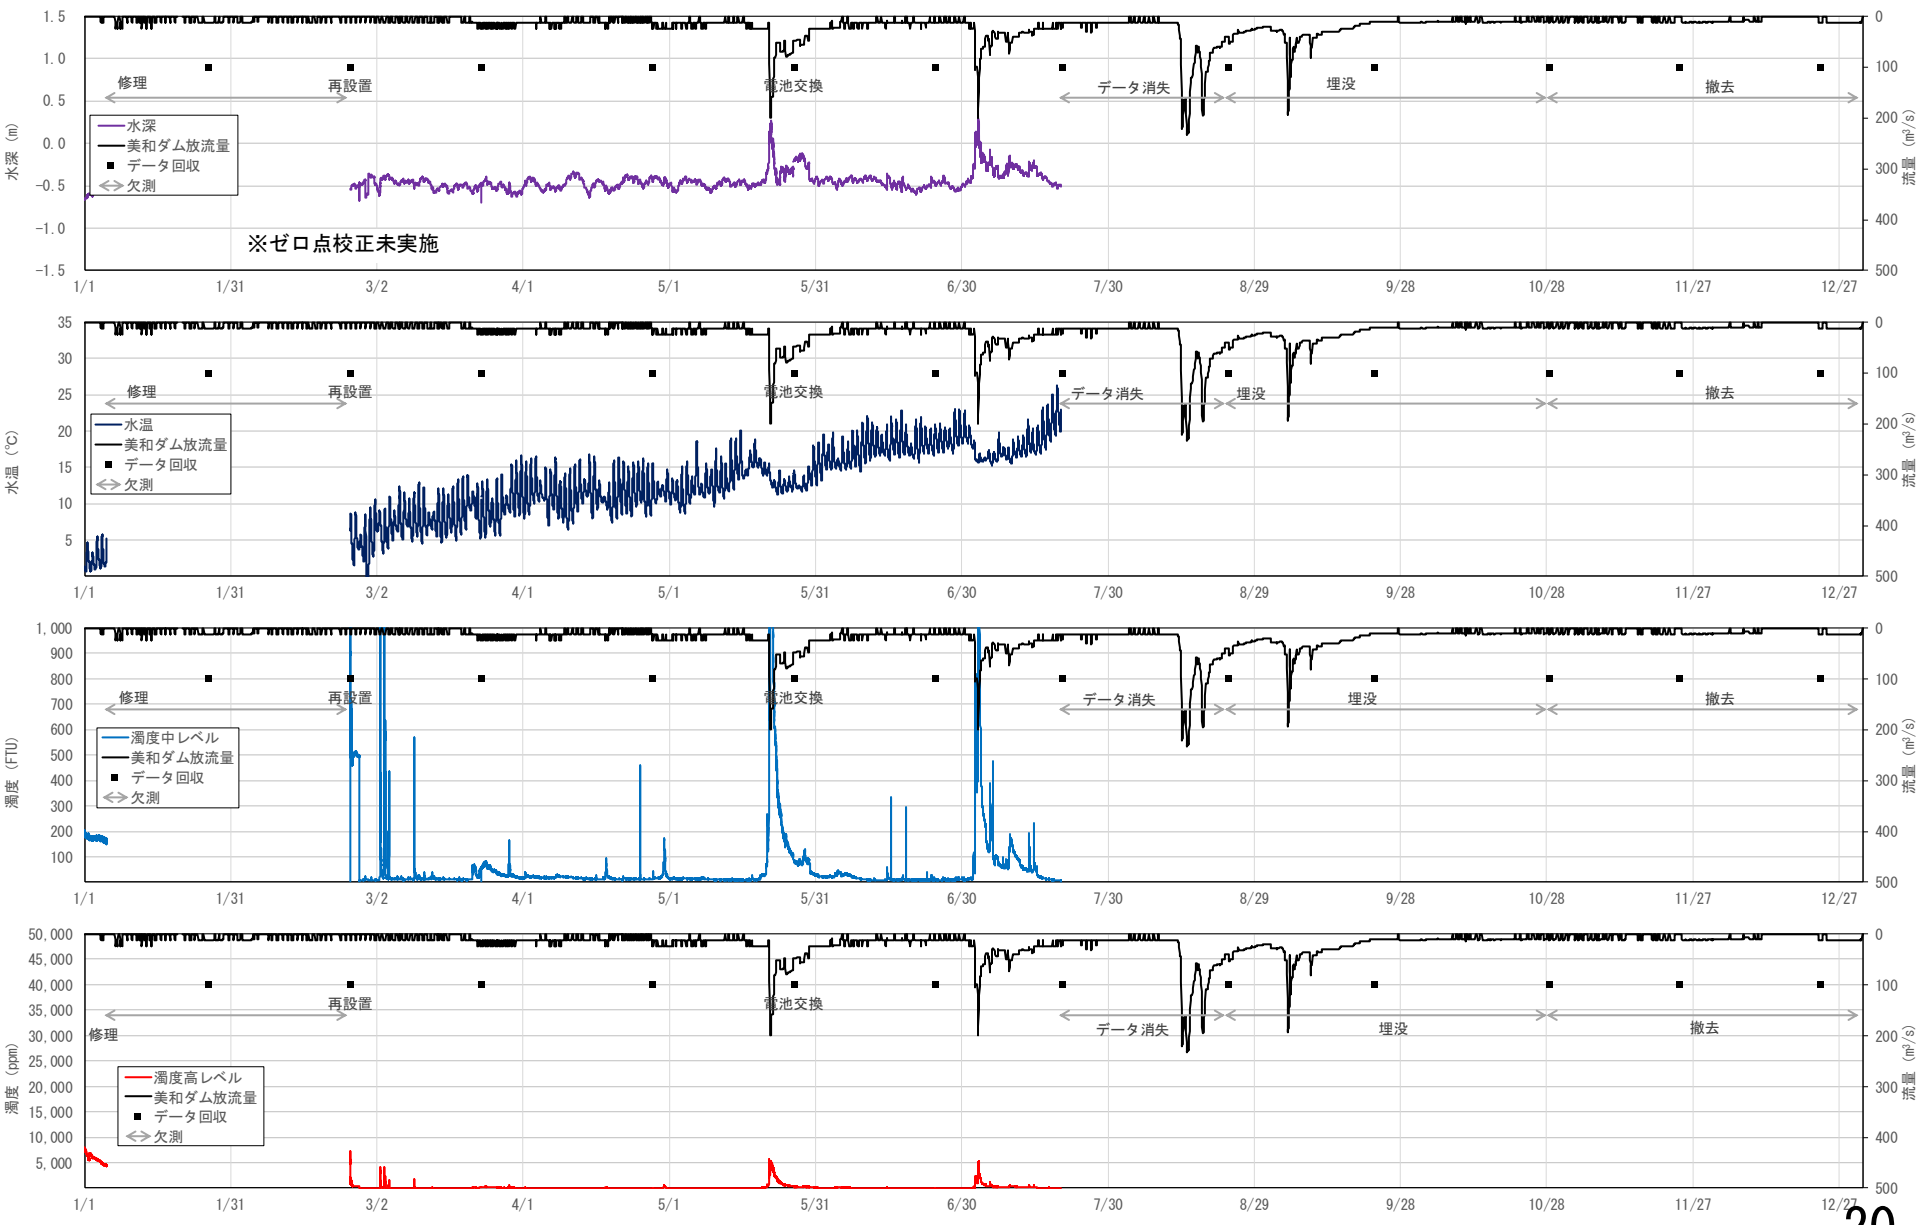 1.5
1.0
0.5
0.0
-0.5
-1.0
-1.5
水深 (m)
0
100
200
300
400
500
流量 (m³/s)
修理
再設置
電池交換
データ消失
埋没
撤去
水深
美和ダム放流量
データ回収
欠測
※ゼロ点校正未実施
1/1 1/31 3/2 4/1 5/1 5/31 6/30 7/30 8/29 9/28 10/28 11/27 12/27
35
30
25
20
15
10
5
水温 (℃)
0
100
200
300
400
500
流量 (m³/s)
修理
再設置
電池交換
データ消失
埋没
撤去
水温
美和ダム放流量
データ回収
欠測
1/1 1/31 3/2 4/1 5/1 5/31 6/30 7/30 8/29 9/28 10/28 11/27 12/27
1,000
900
800
700
600
500
400
300
200
100
濁度 (FTU)
0
100
200
300
400
500
流量 (m³/s)
修理
再設置
電池交換
データ消失
埋没
撤去
濁度中レベル
美和ダム放流量
データ回収
欠測
1/1 1/31 3/2 4/1 5/1 5/31 6/30 7/30 8/29 9/28 10/28 11/27 12/27
50,000
45,000
40,000
35,000
30,000
25,000
20,000
15,000
10,000
5,000
濁度 (ppm)
0
100
200
300
400
500
流量 (m³/s)
修理
再設置
電池交換
データ消失
埋没
撤去
濁度高レベル
美和ダム放流量
データ回収
欠測
1/1 1/31 3/2 4/1 5/1 5/31 6/30 7/30 8/29 9/28 10/28 11/27 12/27